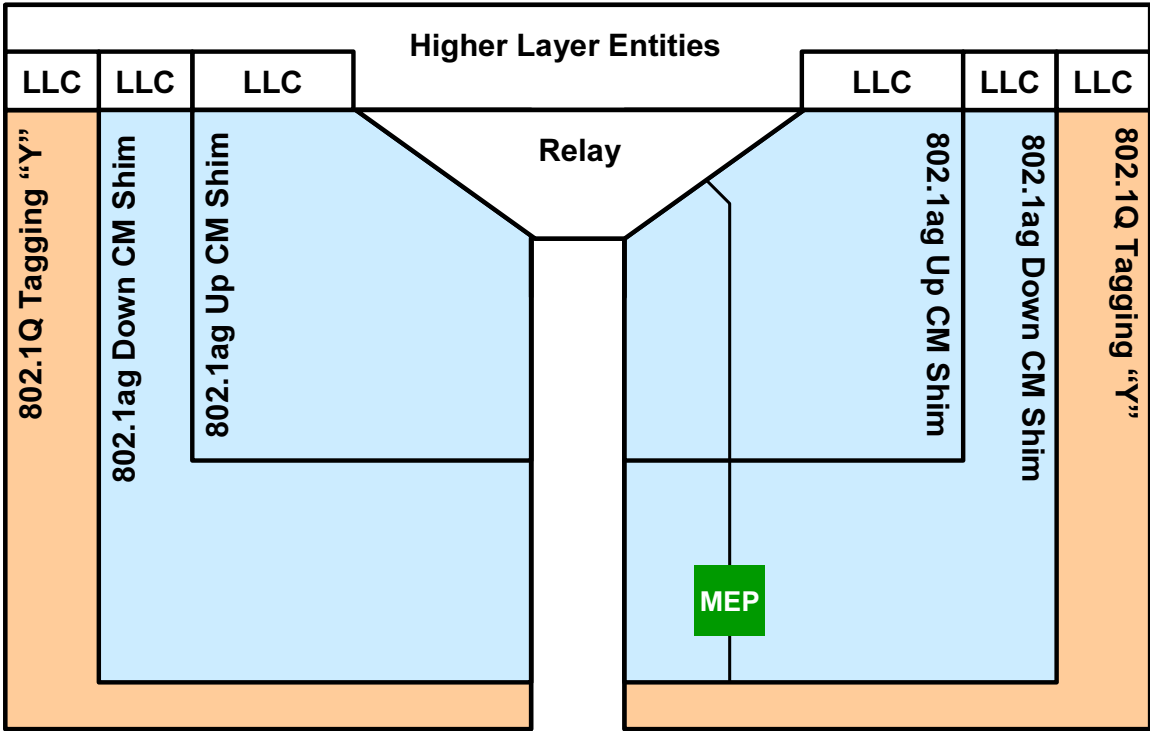 Higher Layer Entities
LLC
LLC
LLC
LLC
LLC
LLC
Relay
802.1Q Tagging “Y”
802.1ag Down CM Shim
802.1ag Up CM Shim
802.1ag Up CM Shim
802.1ag Down CM Shim
802.1Q Tagging “Y”
MEP